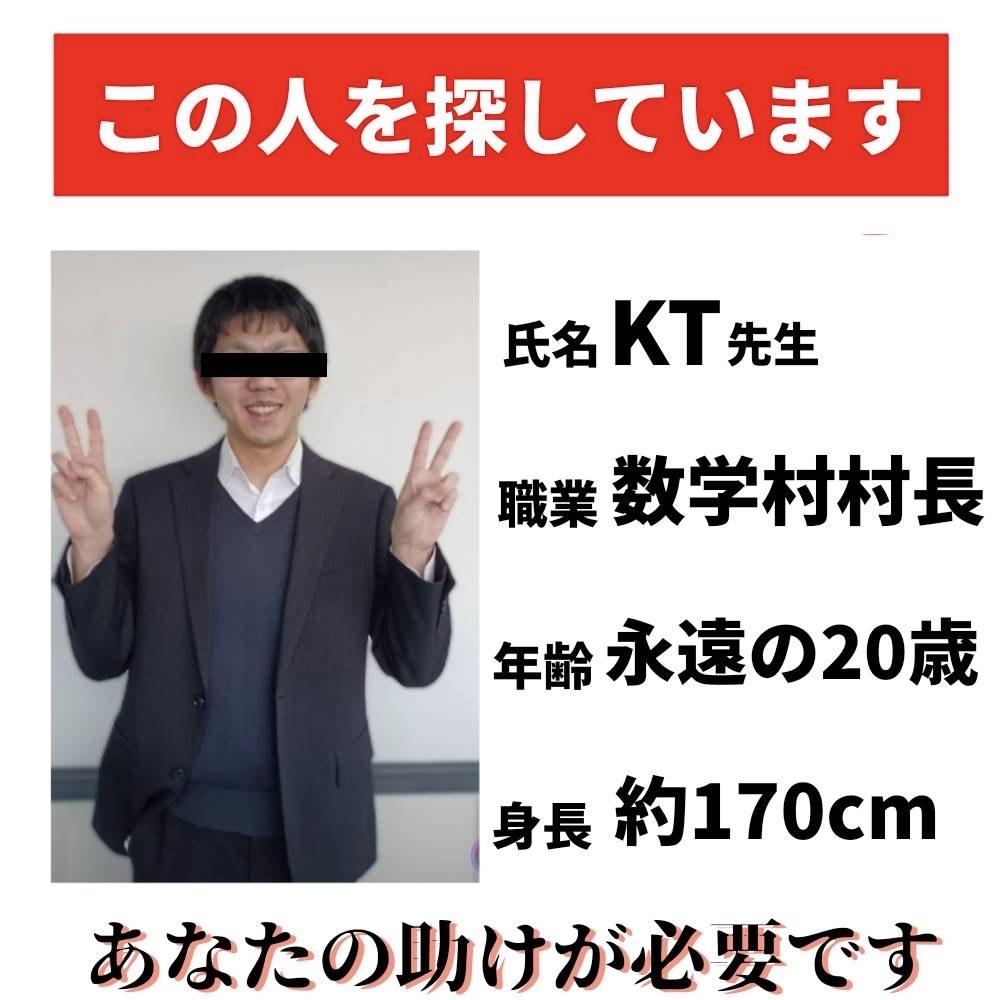 この人を探しています
氏名 KT先生
職業 数学村村長
年齢 永遠の20歳
身長 約170cm
あなたの助けが必要です